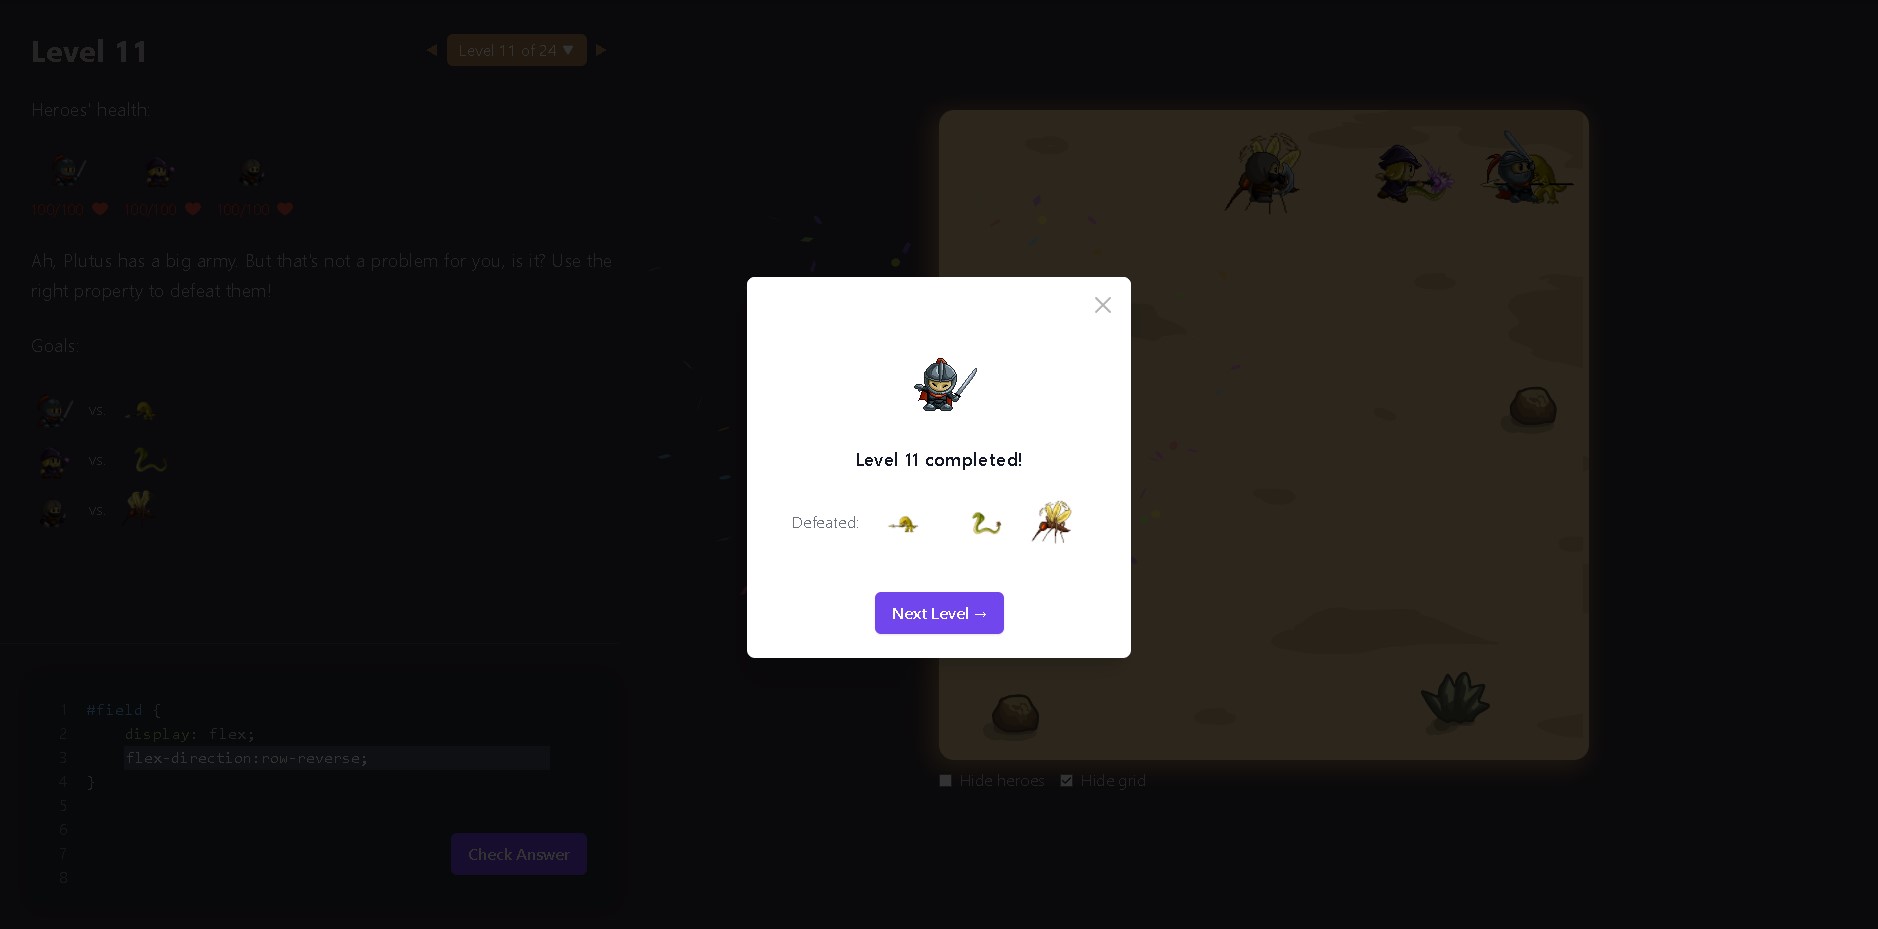 Level 11
Level 11 of 24 ▼
Heroes' health:
100/100 100/100 100/100
Ah, Plutus has a big army. But that's not a problem for you, is it? Use the
right property to defeat them!
Goals:
vs.
vs.
vs.
1 #field {
2 display: flex;
3 flex-direction:row-reverse;
4 }
5
6
7
8
Check Answer
Level 11 completed!
Defeated:
Next Level →
Hide heroes Hide grid